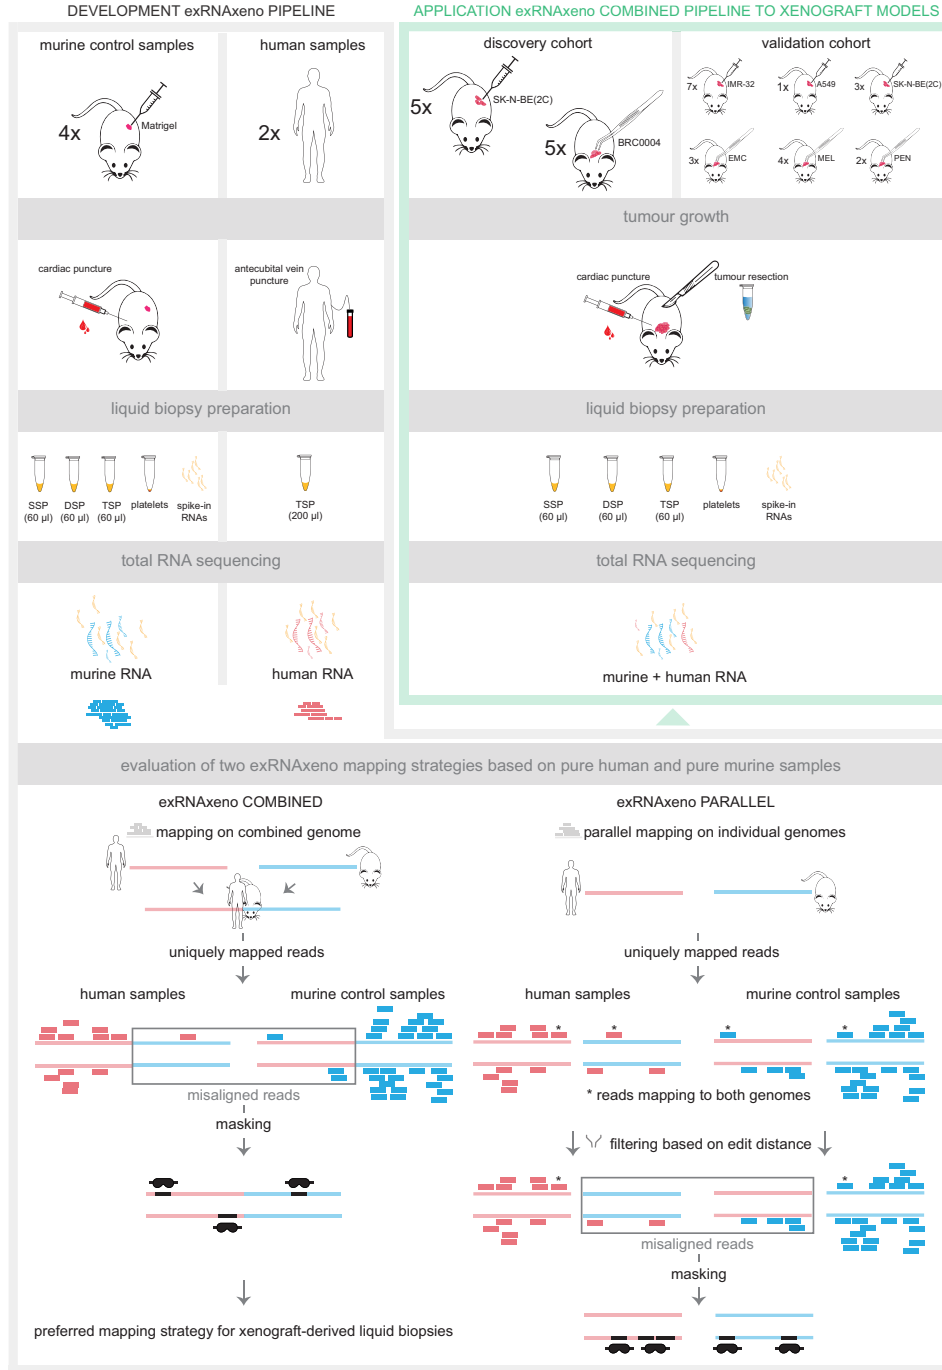 DEVELOPMENT exRNAxeno PIPELINE
APPLICATION exRNAxeno COMBINED PIPELINE TO XENOGRAFT MODELS
murine control samples
human samples
4x
Matrigel
2x
discovery cohort
validation cohort
5x
SK-N-BE(2C)
5x
BRC0004
7x
IMR-32
1x
A549
3x
SK-N-BE(2C)
3x
EMC
4x
MEL
2x
PEN
tumour growth
cardiac puncture
antecubital vein
puncture
cardiac puncture
tumour resection
liquid biopsy preparation
liquid biopsy preparation
SSP
(60 µl)
DSP
(60 µl)
TSP
(60 µl)
platelets
spike-in
RNAs
TSP
(200 µl)
SSP
(60 µl)
DSP
(60 µl)
TSP
(60 µl)
platelets
spike-in
RNAs
total RNA sequencing
total RNA sequencing
murine RNA
human RNA
murine + human RNA
evaluation of two exRNAxeno mapping strategies based on pure human and pure murine samples
exRNAxeno COMBINED
mapping on combined genome
uniquely mapped reads
human samples
murine control samples
misaligned reads
masking
preferred mapping strategy for xenograft-derived liquid biopsies
exRNAxeno PARALLEL
parallel mapping on individual genomes
uniquely mapped reads
human samples
murine control samples
* * * *
* reads mapping to both genomes
filtering based on edit distance
* *
misaligned reads
masking